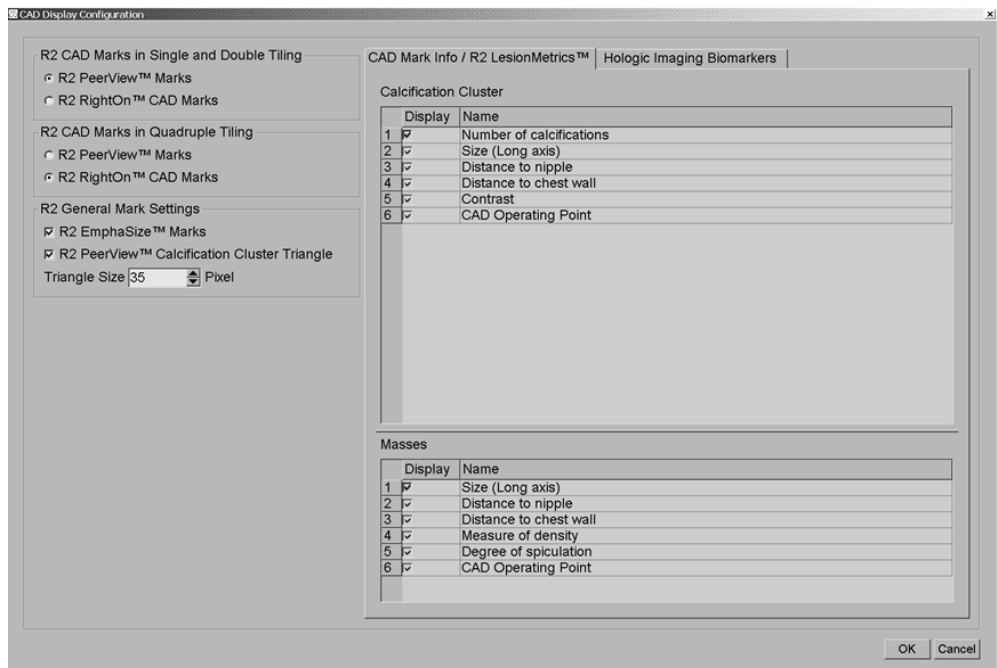 CAD Display Configuration
R2 CAD Marks in Single and Double Tiling
R2 PeerView™ Marks
R2 RightOn™ CAD Marks
R2 CAD Marks in Quadruple Tiling
R2 PeerView™ Marks
R2 RightOn™ CAD Marks
R2 General Mark Settings
R2 EmphaSize™ Marks
R2 PeerView™ Calcification Cluster Triangle
Triangle Size 35 Pixel
CAD Mark Info / R2 LesionMetrics™ Hologic Imaging Biomarkers
Calcification Cluster
Display Name
1 Number of calcifications
2 Size (Long axis)
3 Distance to nipple
4 Distance to chest wall
5 Contrast
6 CAD Operating Point
Masses
Display Name
1 Size (Long axis)
2 Distance to nipple
3 Distance to chest wall
4 Measure of density
5 Degree of spiculation
6 CAD Operating Point
OK Cancel